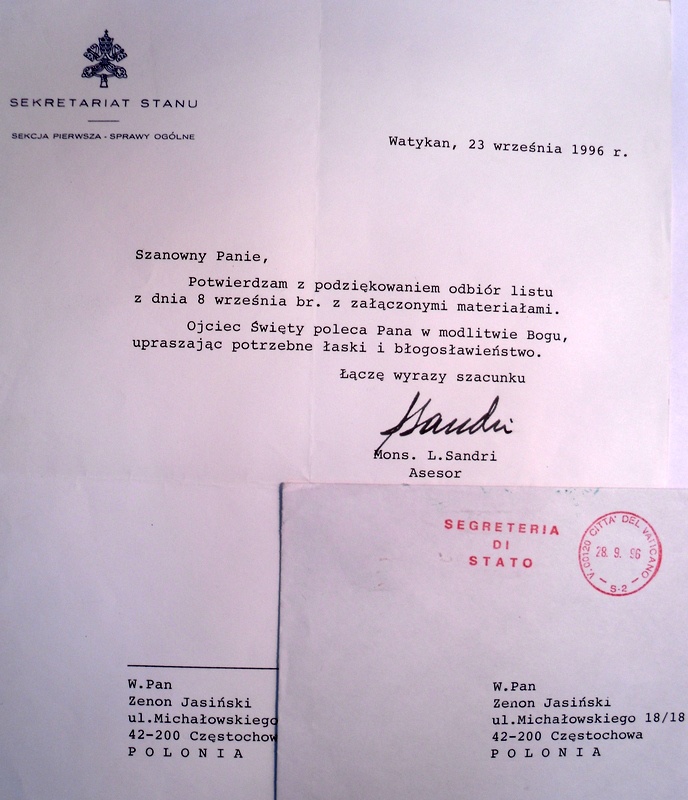 SEKRETARIAT STANU
SEKCJA PIERWSZA - SPRAWY OGÓLNE
Watykan, 23 września 1996 r.
Szanowny Panie,
Potwierdzam z podziękowaniem odbiór listu
z dnia 8 września br. z załączonymi materiałami.
Ojciec Święty poleca Pana w modlitwie Bogu,
upraszając potrzebne łaski i błogosławieństwo.
Łączę wyrazy szacunku
Sandri
Mons. L.Sandri
Asesor
W.Pan
Zenon Jasiński
ul.Michałowskiego
42-200 Częstochow
POLONIA
SEGRETERIA
DI
STATO
V-00120 CITTA' DEL VATICANO
28. 9. 96
S-2
W.Pan
Zenon Jasiński
ul.Michałowskiego 18/18
42-200 Częstochowa
POLONIA